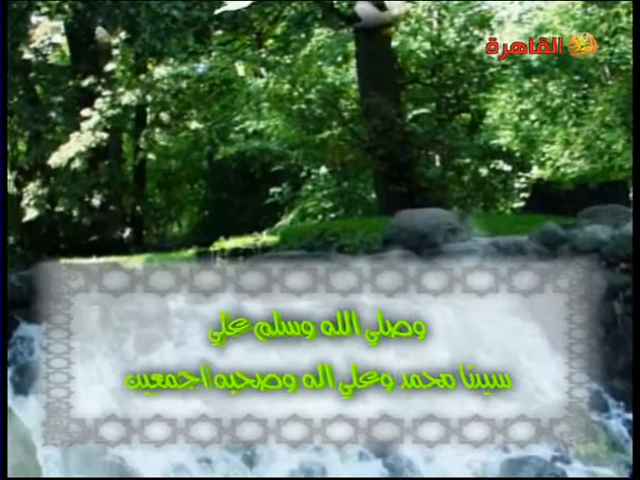 القاهرة
وصلي الله وسلم علي
سيدنا محمد وعلي اله وصحبه اجمعين